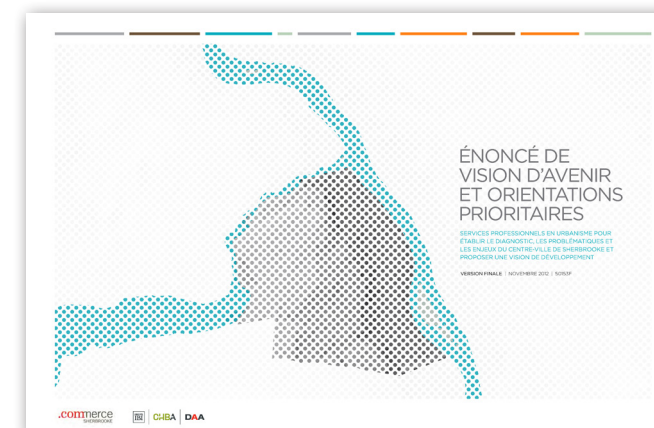 ÉNONCÉ DE
VISION D'AVENIR
ET ORIENTATIONS
PRIORITAIRES
SERVICES PROFESSIONNELS EN URBANISME POUR
ÉTABLIR LE DIAGNOSTIC, LES PROBLÉMATIQUES ET
LES ENJEUX DU CENTRE-VILLE DE SHERBROOKE ET
PROPOSER UNE VISION DE DÉVELOPPEMENT
VERSION FINALE | NOVEMBRE 2012 |
.commerce
SHERBROOKE
CHBA
DAA